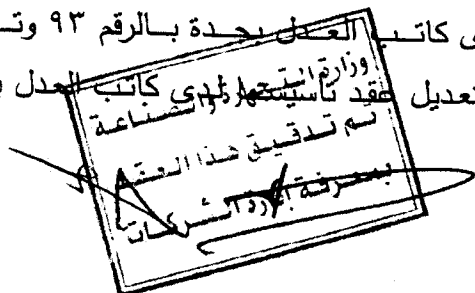 ى كاتب العدل بجدة بالرقم ٩٣ وتـ
تعديل عقد تأسيسها لدى كاتب العدل ب
وزارة التجارة والصناعة
تم تدقيق هذا العقد
بمعرفة إدارة الشركات